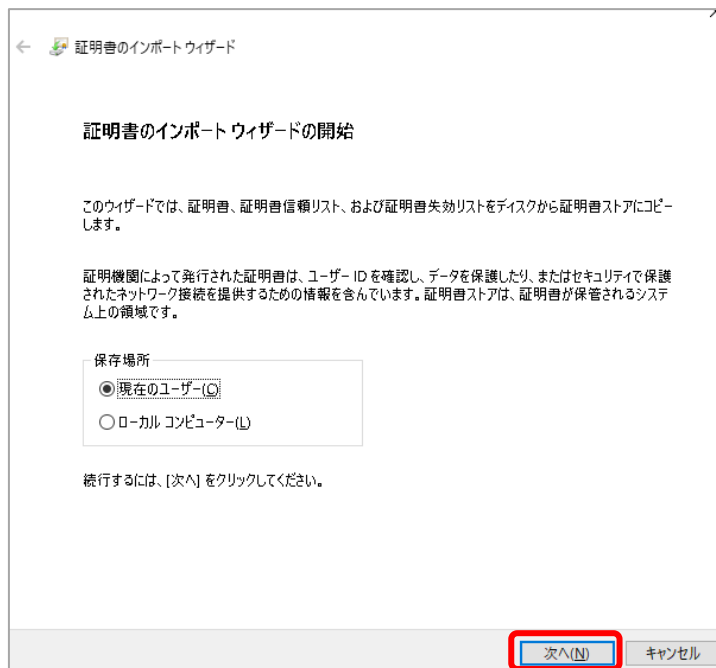 証明書のインポート ウィザード
証明書のインポート ウィザードの開始
このウィザードでは、証明書、証明書信頼リスト、および証明書失効リストをディスクから証明書ストアにコピー
します。
証明機関によって発行された証明書は、ユーザー ID を確認し、データを保護したり、またはセキュリティで保護
されたネットワーク接続を提供するための情報を含んでいます。証明書ストアは、証明書が保管されるシステ
ム上の領域です。
保存場所
現在のユーザー(C)
ローカル コンピューター(L)
続行するには、[次へ] をクリックしてください。
次へ(N)
キャンセル